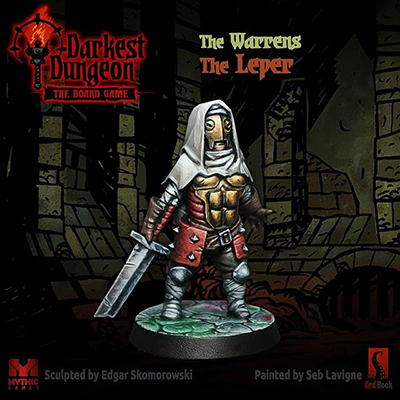 Darkest
Dungeon
THE BOARD GAME
The Warrens
The Leper
MYTHIC
GAMES
Sculpted by Edgar Skomorowski
Painted by Seb Lavigne
Red Book